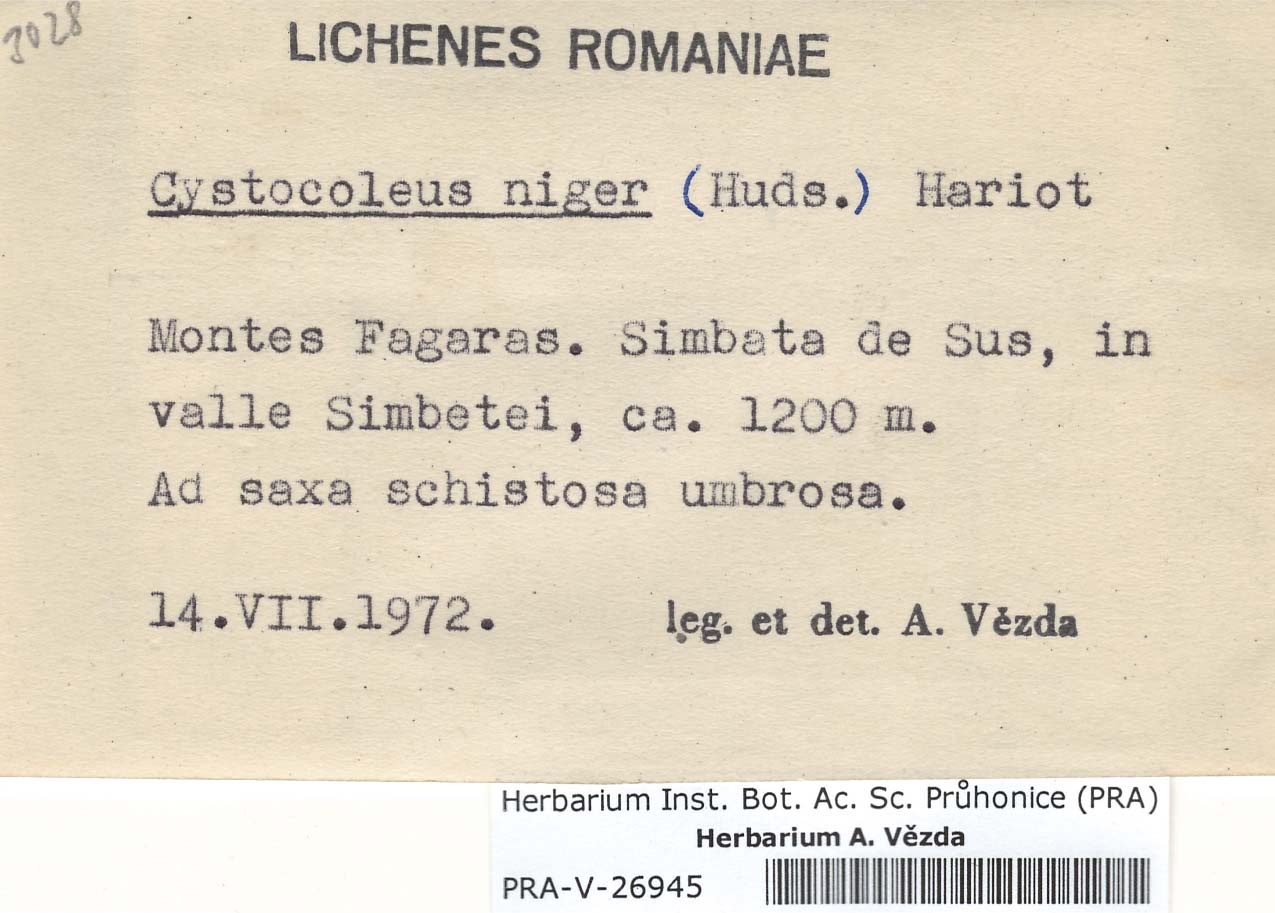 3028
LICHENES ROMANIAE
Cystocoleus niger (Huds.) Hariot
Montes Fagaras. Simbata de Sus, in
valle Simbetei, ca. 1200 m.
Ad saxa schistosa umbrosa.
14.VII.1972. leg. et det. A. Vězda
Herbarium Inst. Bot. Ac. Sc. Průhonice (PRA)
Herbarium A. Vězda
PRA-V-26945